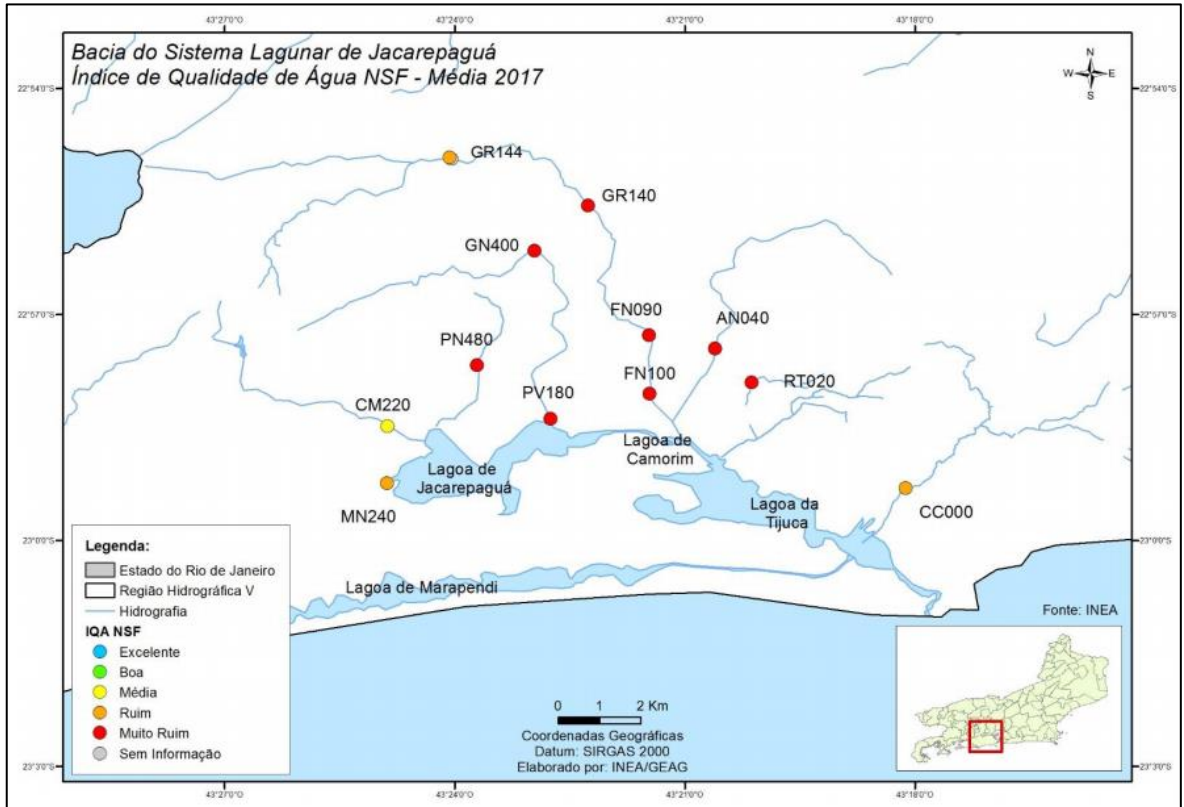 43°27'0"O
43°24'0"O
43°21'0"O
43°18'0"O
Bacia do Sistema Lagunar de Jacarepaguá
Índice de Qualidade de Água NSF - Média 2017
N
W E
S
22°54'0"S
22°54'0"S
GR144
GR140
GN400
FN090
AN040
22°57'0"S
22°57'0"S
PN480
FN100
RT020
PV180
CM220
Lagoa de
Camorim
Lagoa de
Jacarepaguá
Lagoa da
Tijuca
MN240
CC000
23°0'0"S
23°0'0"S
Legenda:
Estado do Rio de Janeiro
Região Hidrográfica V
Hidrografia
IQA NSF
Excelente
Boa
Média
Ruim
Muito Ruim
Sem Informação
Lagoa de Marapendi
Fonte: INEA
0 1 2 Km
Coordenadas Geográficas
Datum: SIRGAS 2000
Elaborado por: INEA/GEAG
23°3'0"S
23°3'0"S
43°27'0"O
43°24'0"O
43°21'0"O
43°18'0"O